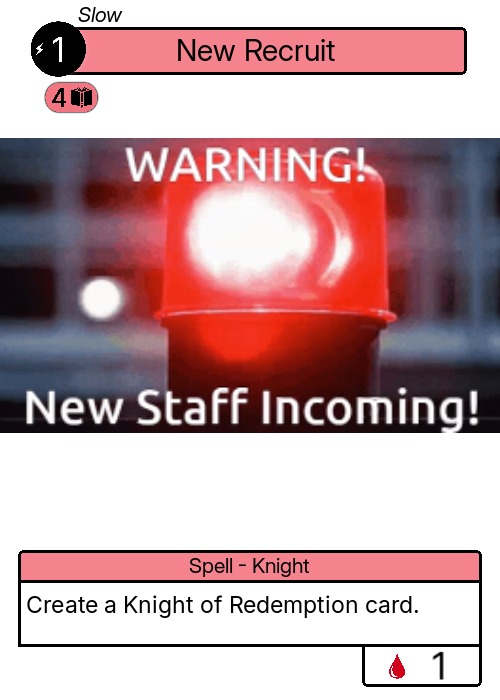 Slow
1
New Recruit
4
WARNING!
New Staff Incoming!
Spell - Knight
Create a Knight of Redemption card.
1